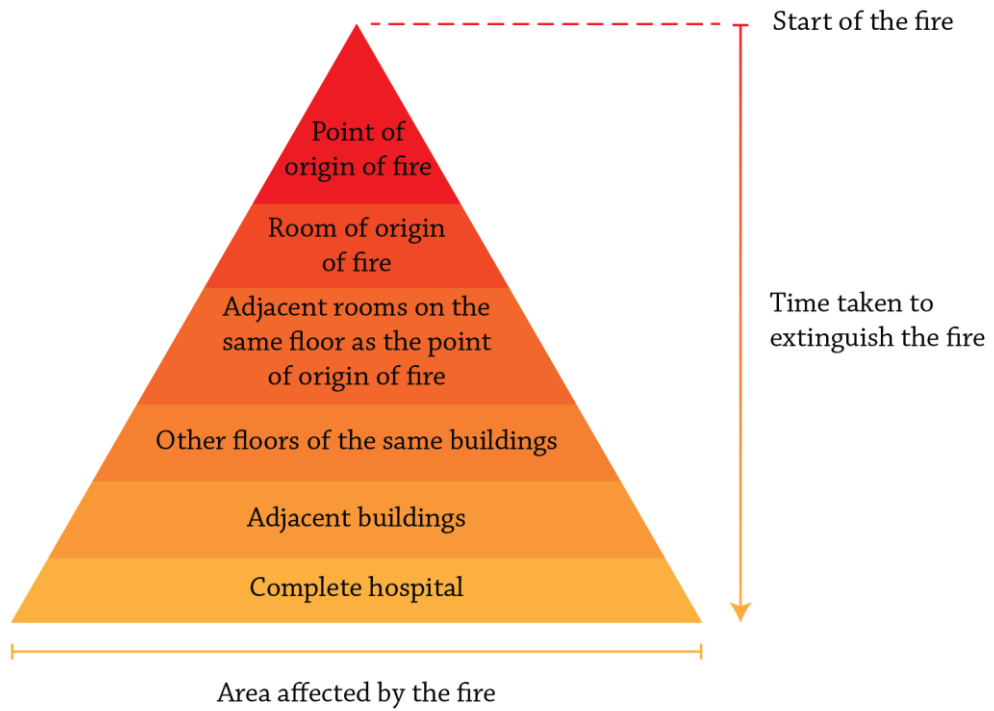 Start of the fire
Point of
origin of fire
Room of origin
of fire
Adjacent rooms on the
same floor as the point
of origin of fire
Time taken to
extinguish the fire
Other floors of the same buildings
Adjacent buildings
Complete hospital
Area affected by the fire